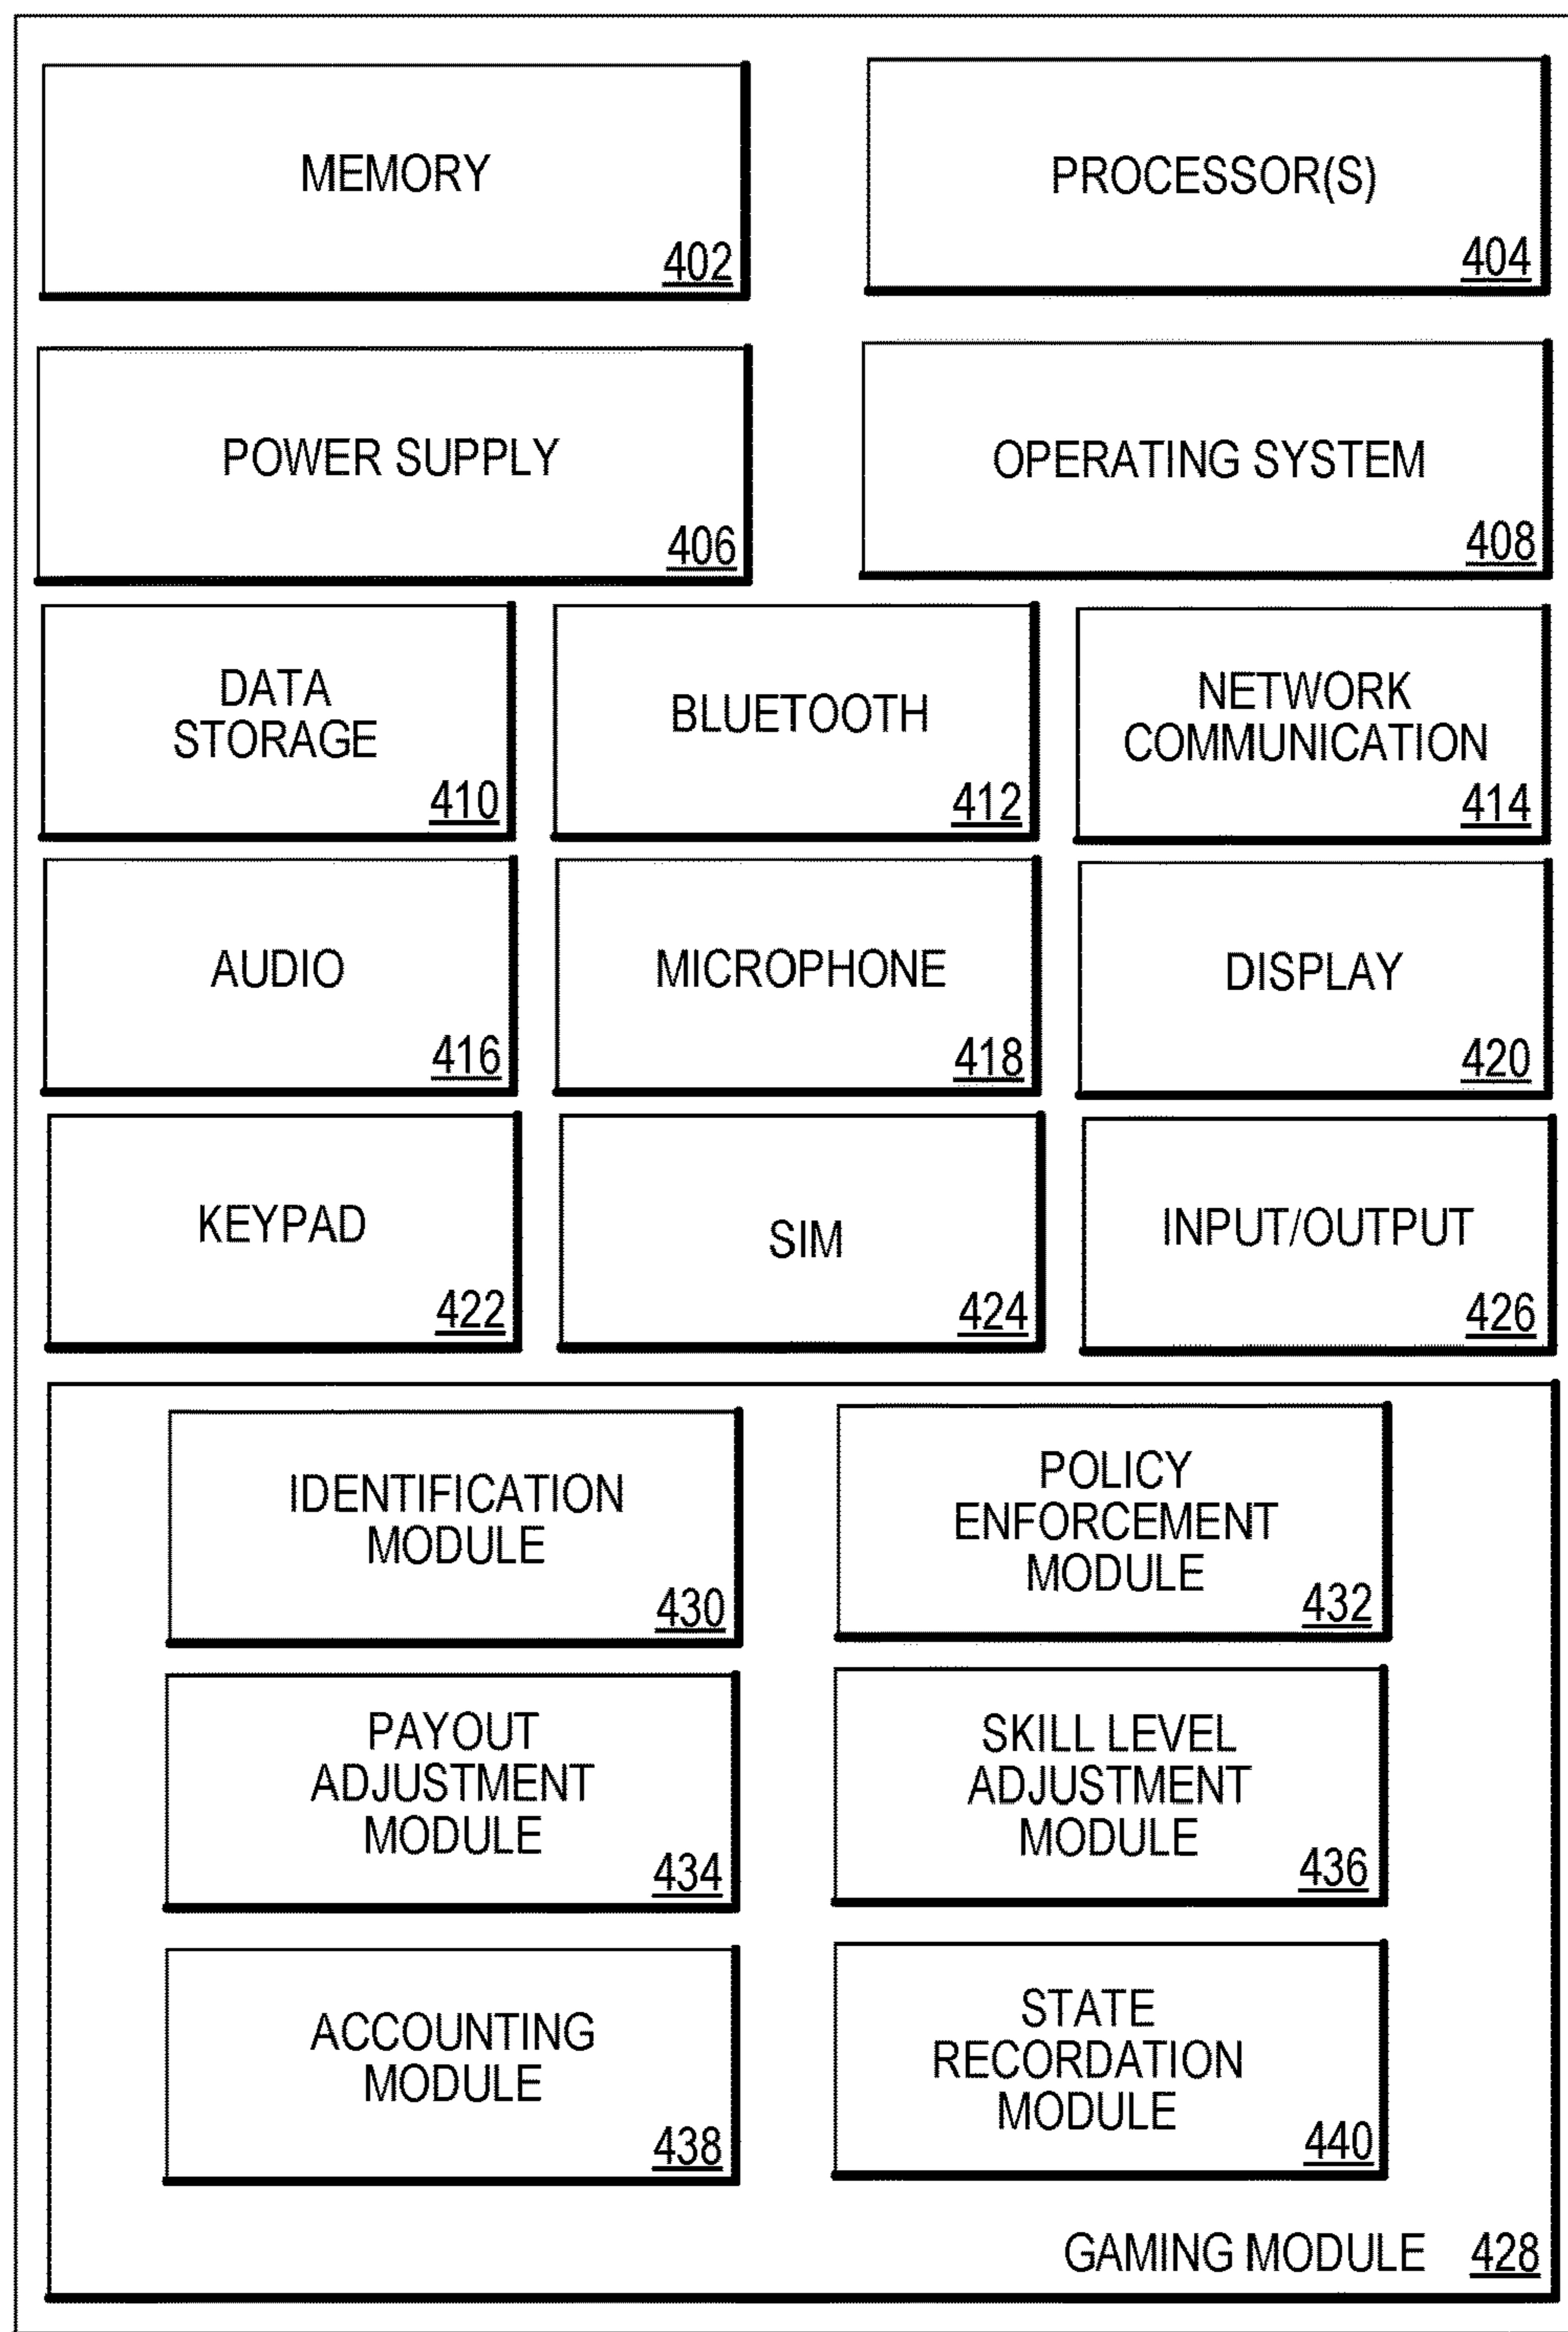 MEMORY
402
PROCESSOR(S)
404
POWER SUPPLY
406
OPERATING SYSTEM
408
DATA
STORAGE
410
BLUETOOTH
412
NETWORK
COMMUNICATION
414
AUDIO
416
MICROPHONE
418
DISPLAY
420
KEYPAD
422
SIM
424
INPUT/OUTPUT
426
IDENTIFICATION
MODULE
430
POLICY
ENFORCEMENT
MODULE
432
PAYOUT
ADJUSTMENT
MODULE
434
SKILL LEVEL
ADJUSTMENT
MODULE
436
ACCOUNTING
MODULE
438
STATE
RECORDATION
MODULE
440
GAMING MODULE 428